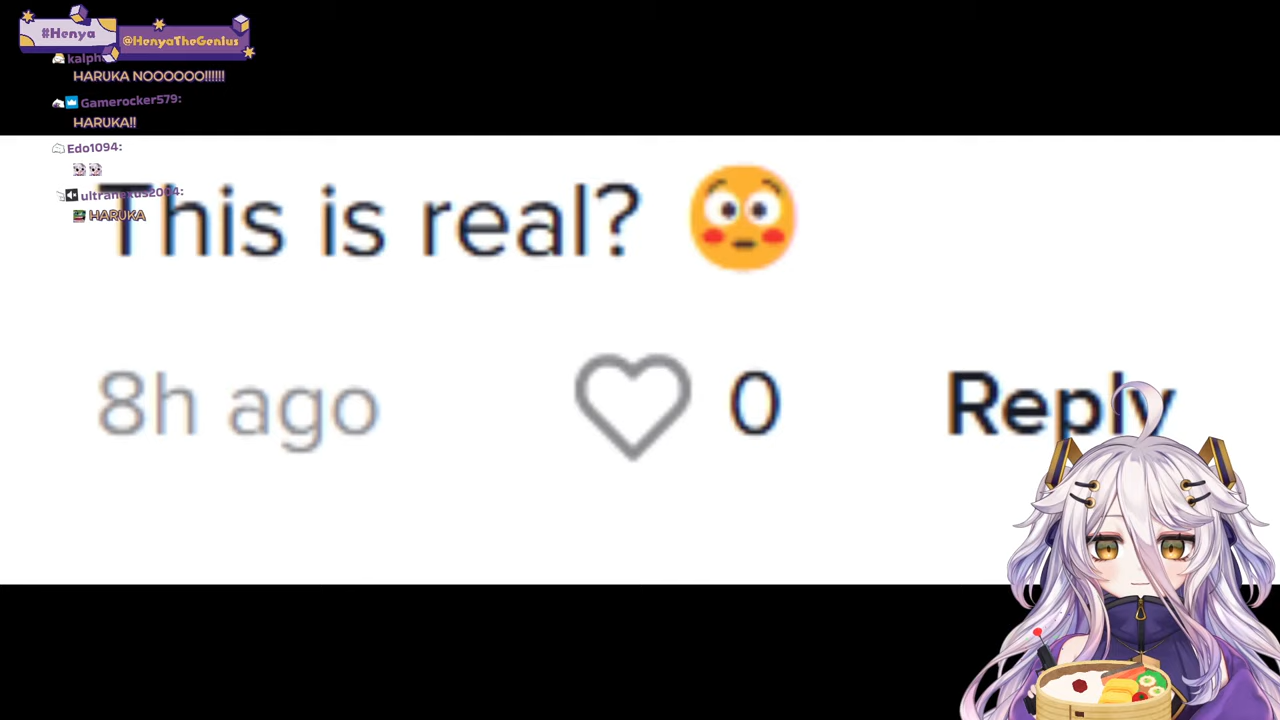 #Henya
@HenyaTheGenius
HARUKA NOOOOOO!!!!!!
Gamerocker579:
HARUKA!!
Edo1094:
HARUKA
This is real? 😳
8h ago
0
Reply